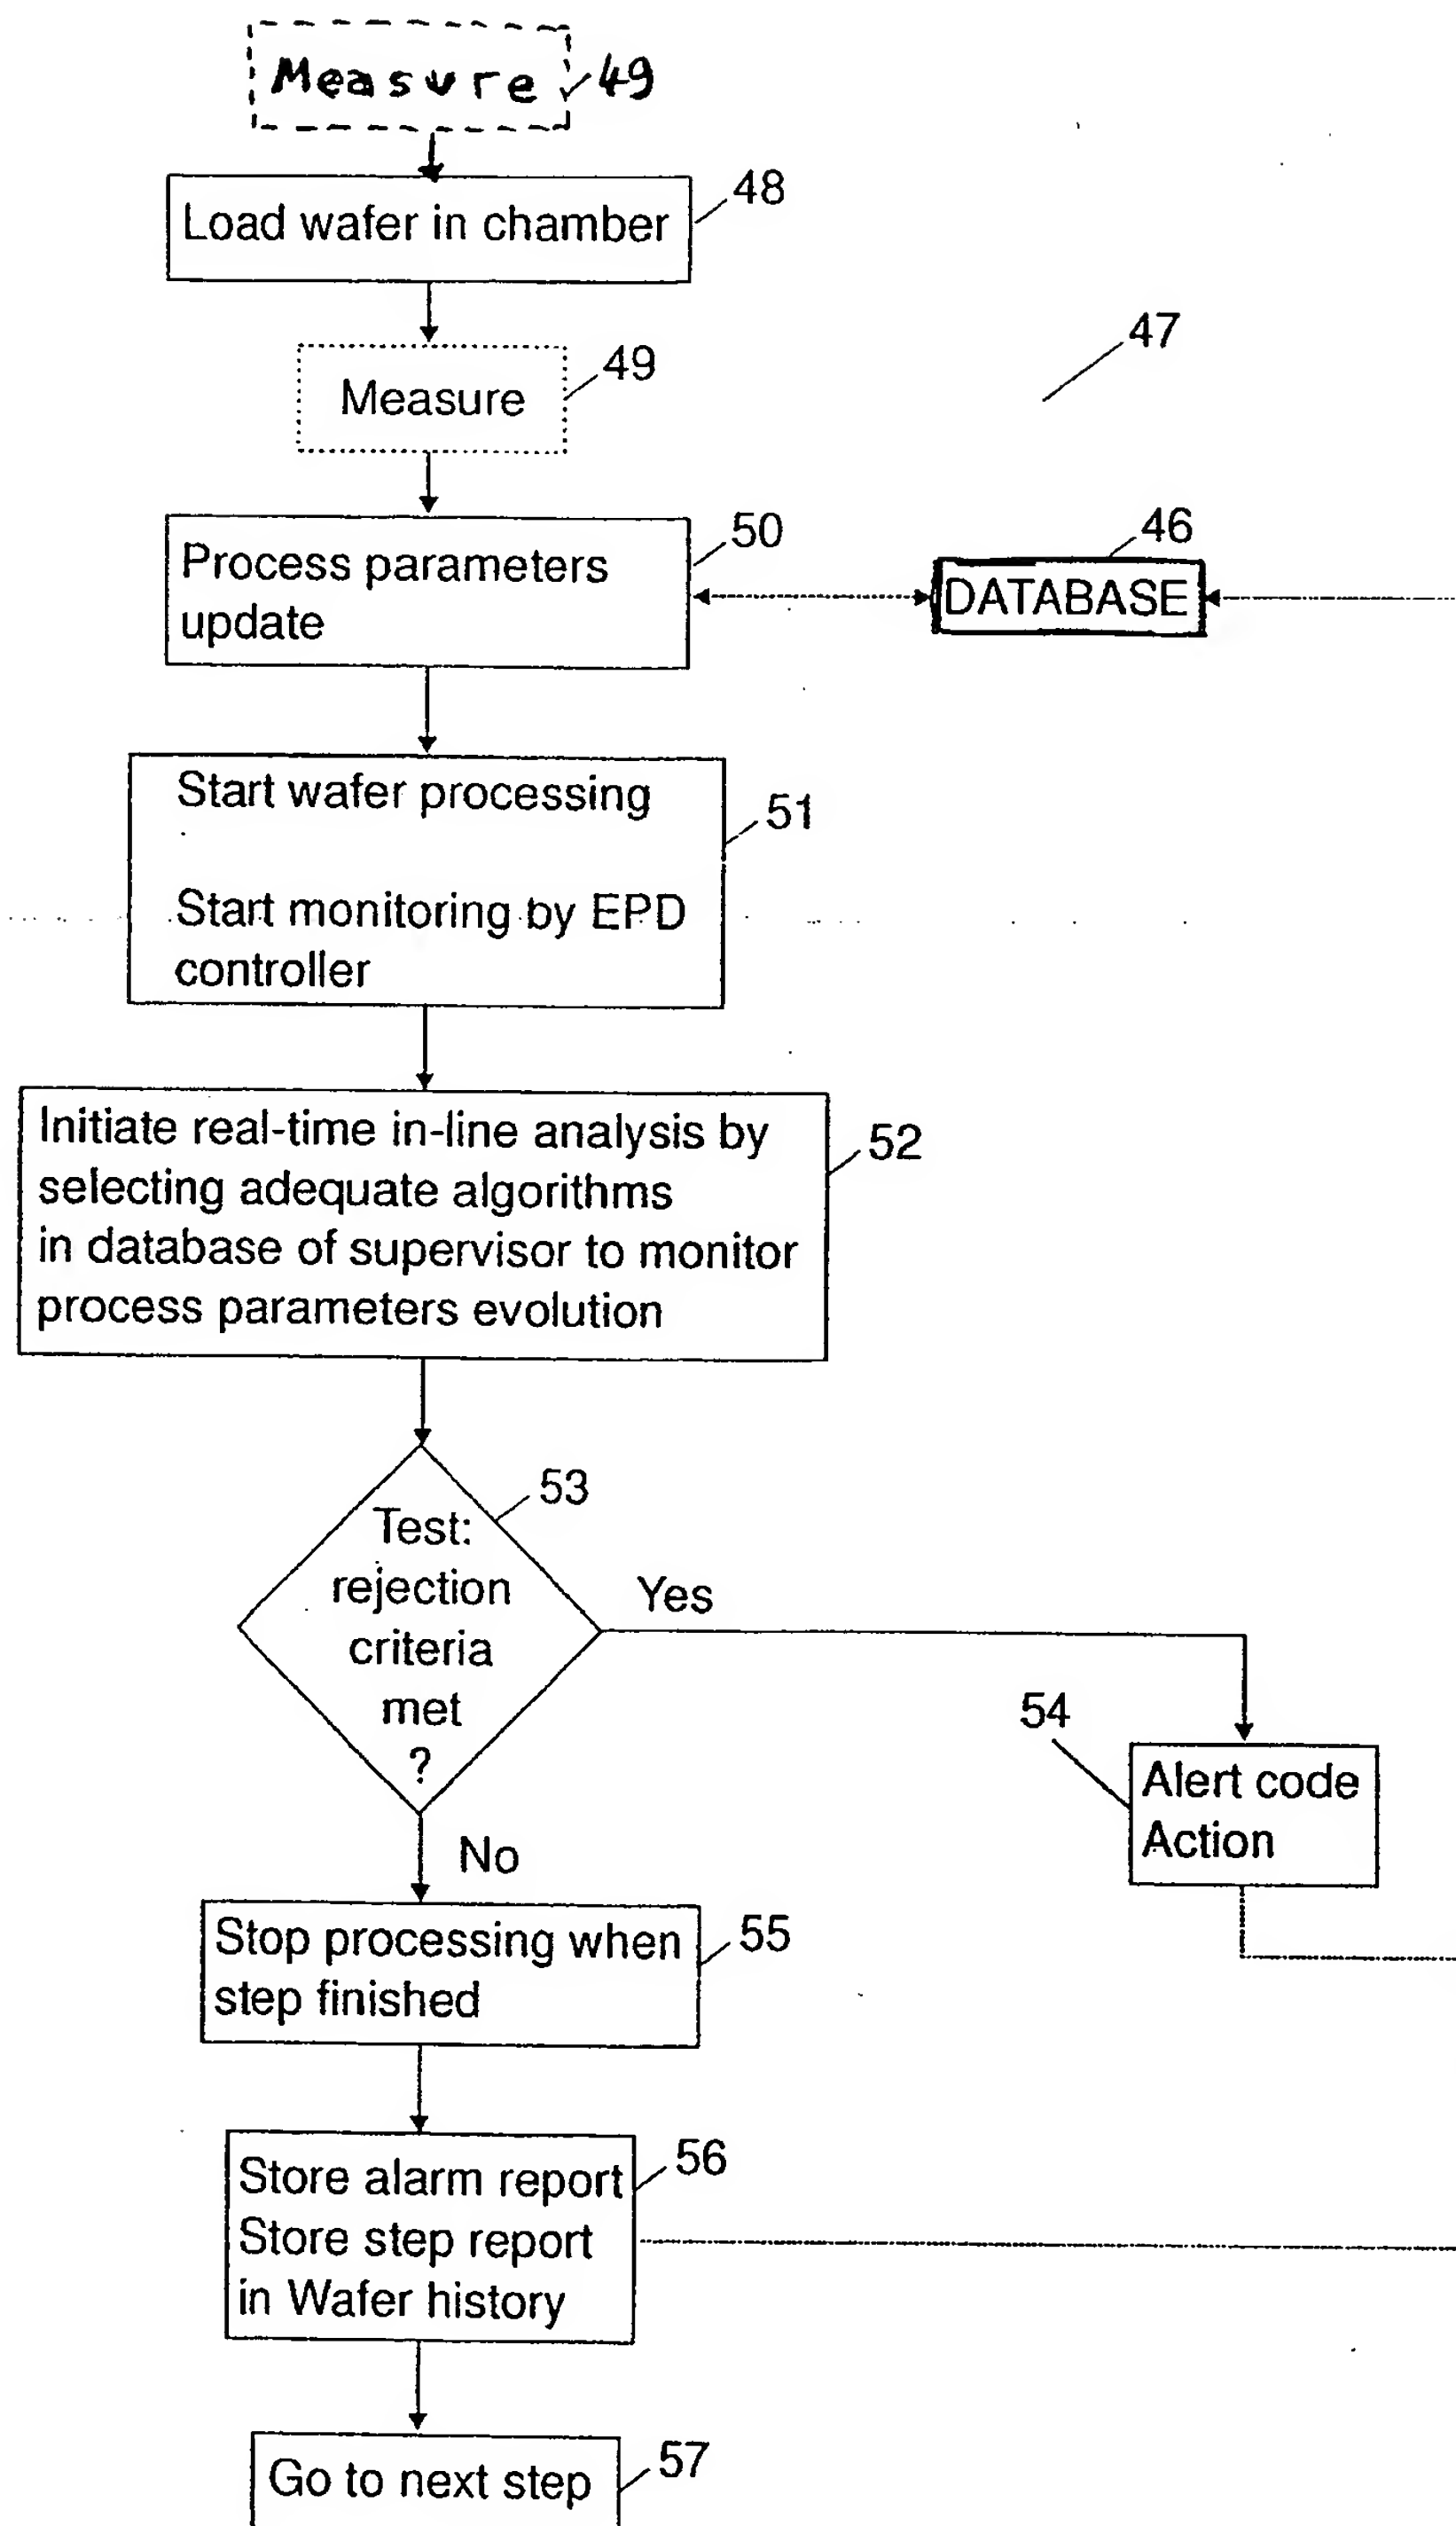 Measure 49
48
Load wafer in chamber
47
49
Measure
50
46
Process parameters
update
DATABASE
Start wafer processing
51
Start monitoring by EPD
controller
Initiate real-time in-line analysis by
52
selecting adequate algorithms
in database of supervisor to monitor
process parameters evolution
53
Test:
rejection
criteria
met
?
Yes
54
Alert code
Action
No
Stop processing when
55
step finished
56
Store alarm report
Store step report
in Wafer history
57
Go to next step